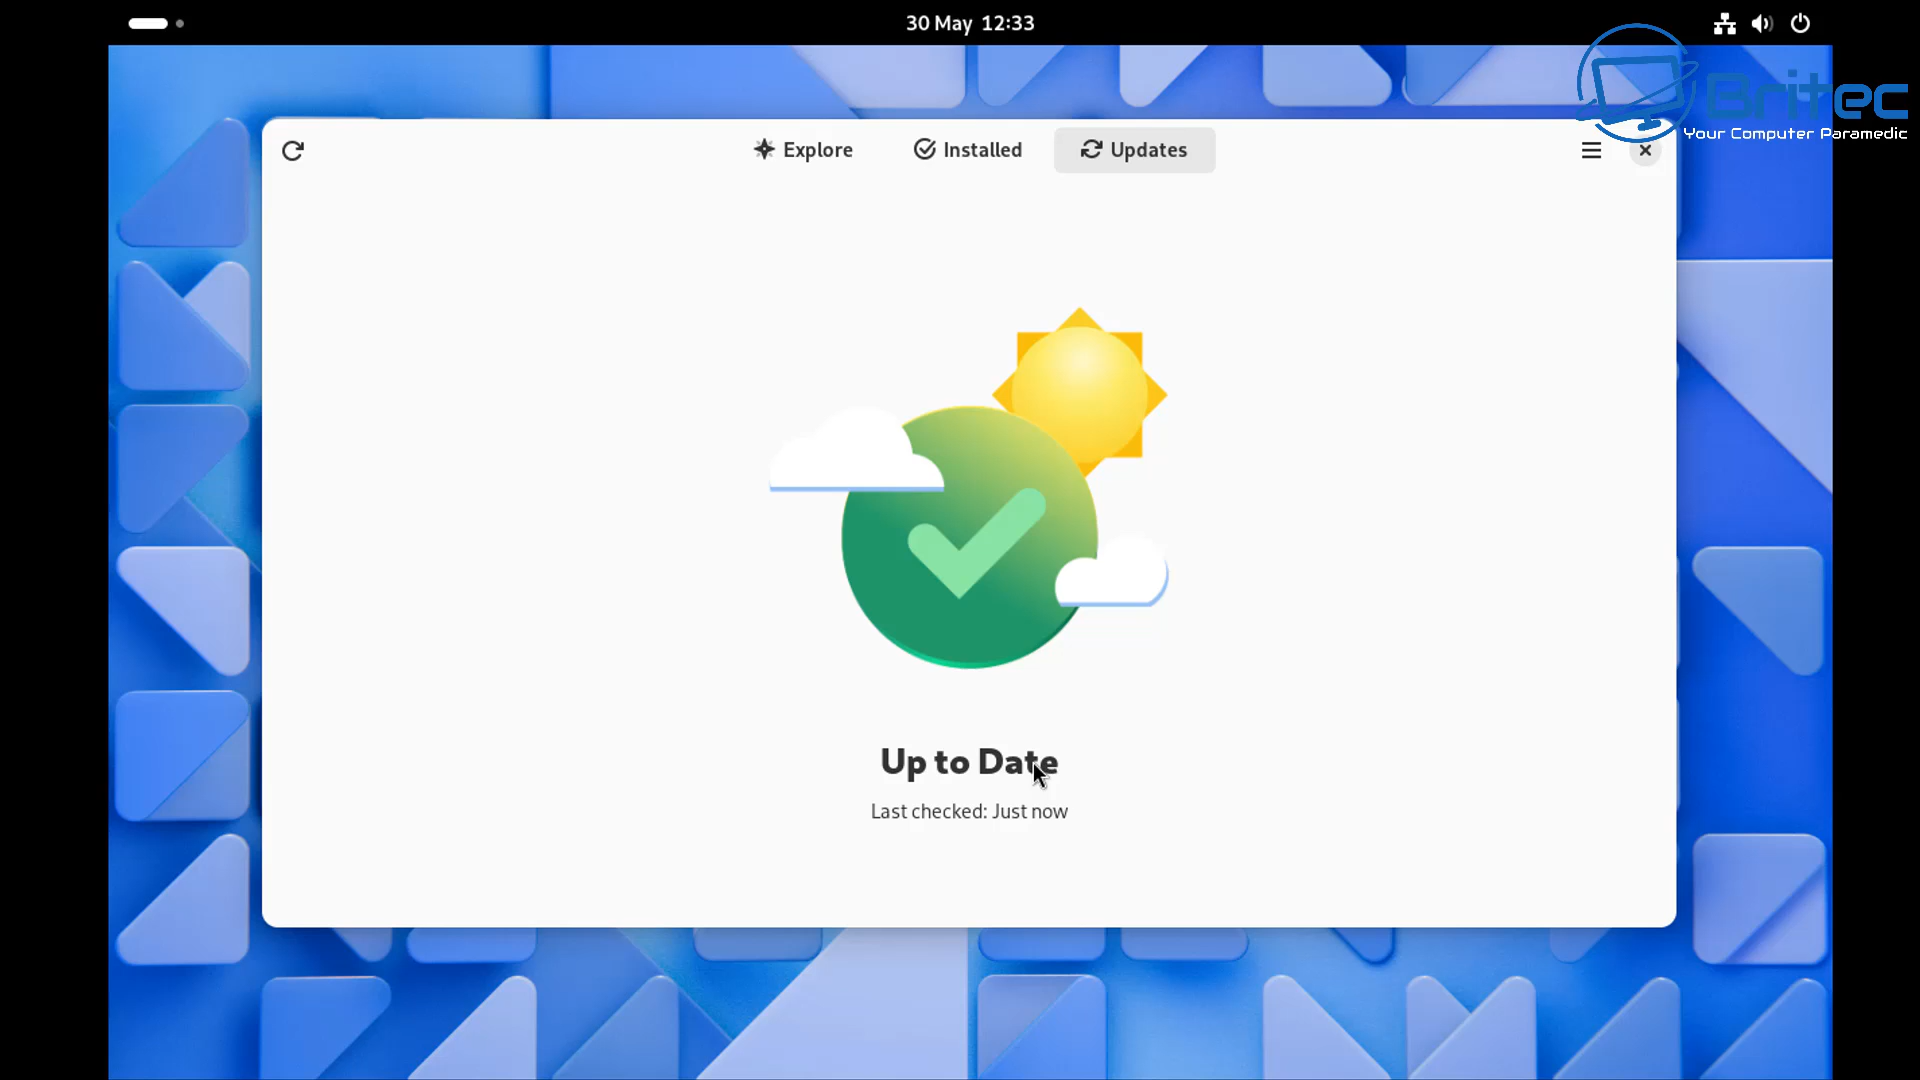 30 May 12:33
Britec
Your Computer Paramedic
Explore
Installed
Updates
Up to Date
Last checked: Just now